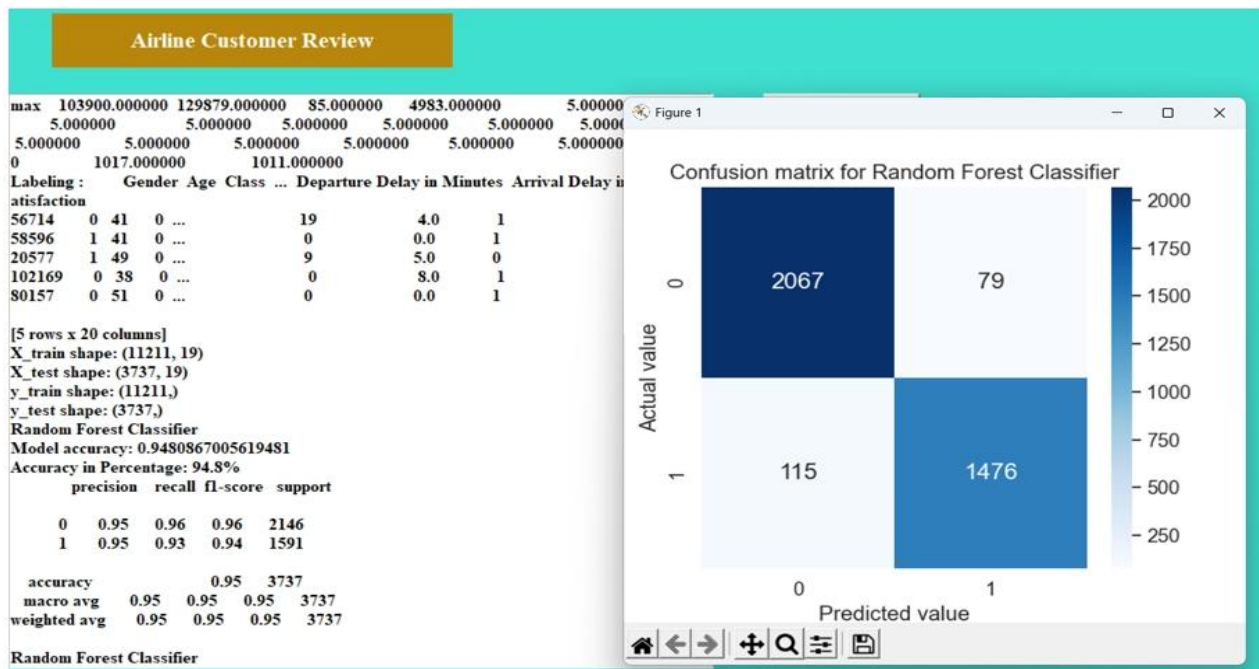 Airline Customer Review
max 103900.000000 129879.000000 85.000000 4983.000000 5.00000
5.000000 5.000000 5.000000 5.000000 5.000000 5.0000
5.000000 5.000000 5.000000 5.000000 5.000000 5.000000
0 1017.000000 1011.000000
Labeling : Gender Age Class ... Departure Delay in Minutes Arrival Delay i
atisfaction
56714 0 41 0 ... 19 4.0 1
58596 1 41 0 ... 0 0.0 1
20577 1 49 0 ... 9 5.0 0
102169 0 38 0 ... 0 8.0 1
80157 0 51 0 ... 0 0.0 1
[5 rows x 20 columns]
X_train shape: (11211, 19)
X_test shape: (3737, 19)
y_train shape: (11211,)
y_test shape: (3737,)
Random Forest Classifier
Model accuracy: 0.9480867005619481
Accuracy in Percentage: 94.8%
precision recall f1-score support
0 0.95 0.96 0.96 2146
1 0.95 0.93 0.94 1591
accuracy 0.95 3737
macro avg 0.95 0.95 0.95 3737
weighted avg 0.95 0.95 0.95 3737
Random Forest Classifier
Figure 1
Confusion matrix for Random Forest Classifier
2067 79
115 1476
0
1
Actual value
0 1
Predicted value
2000
1750
1500
1250
1000
750
500
250